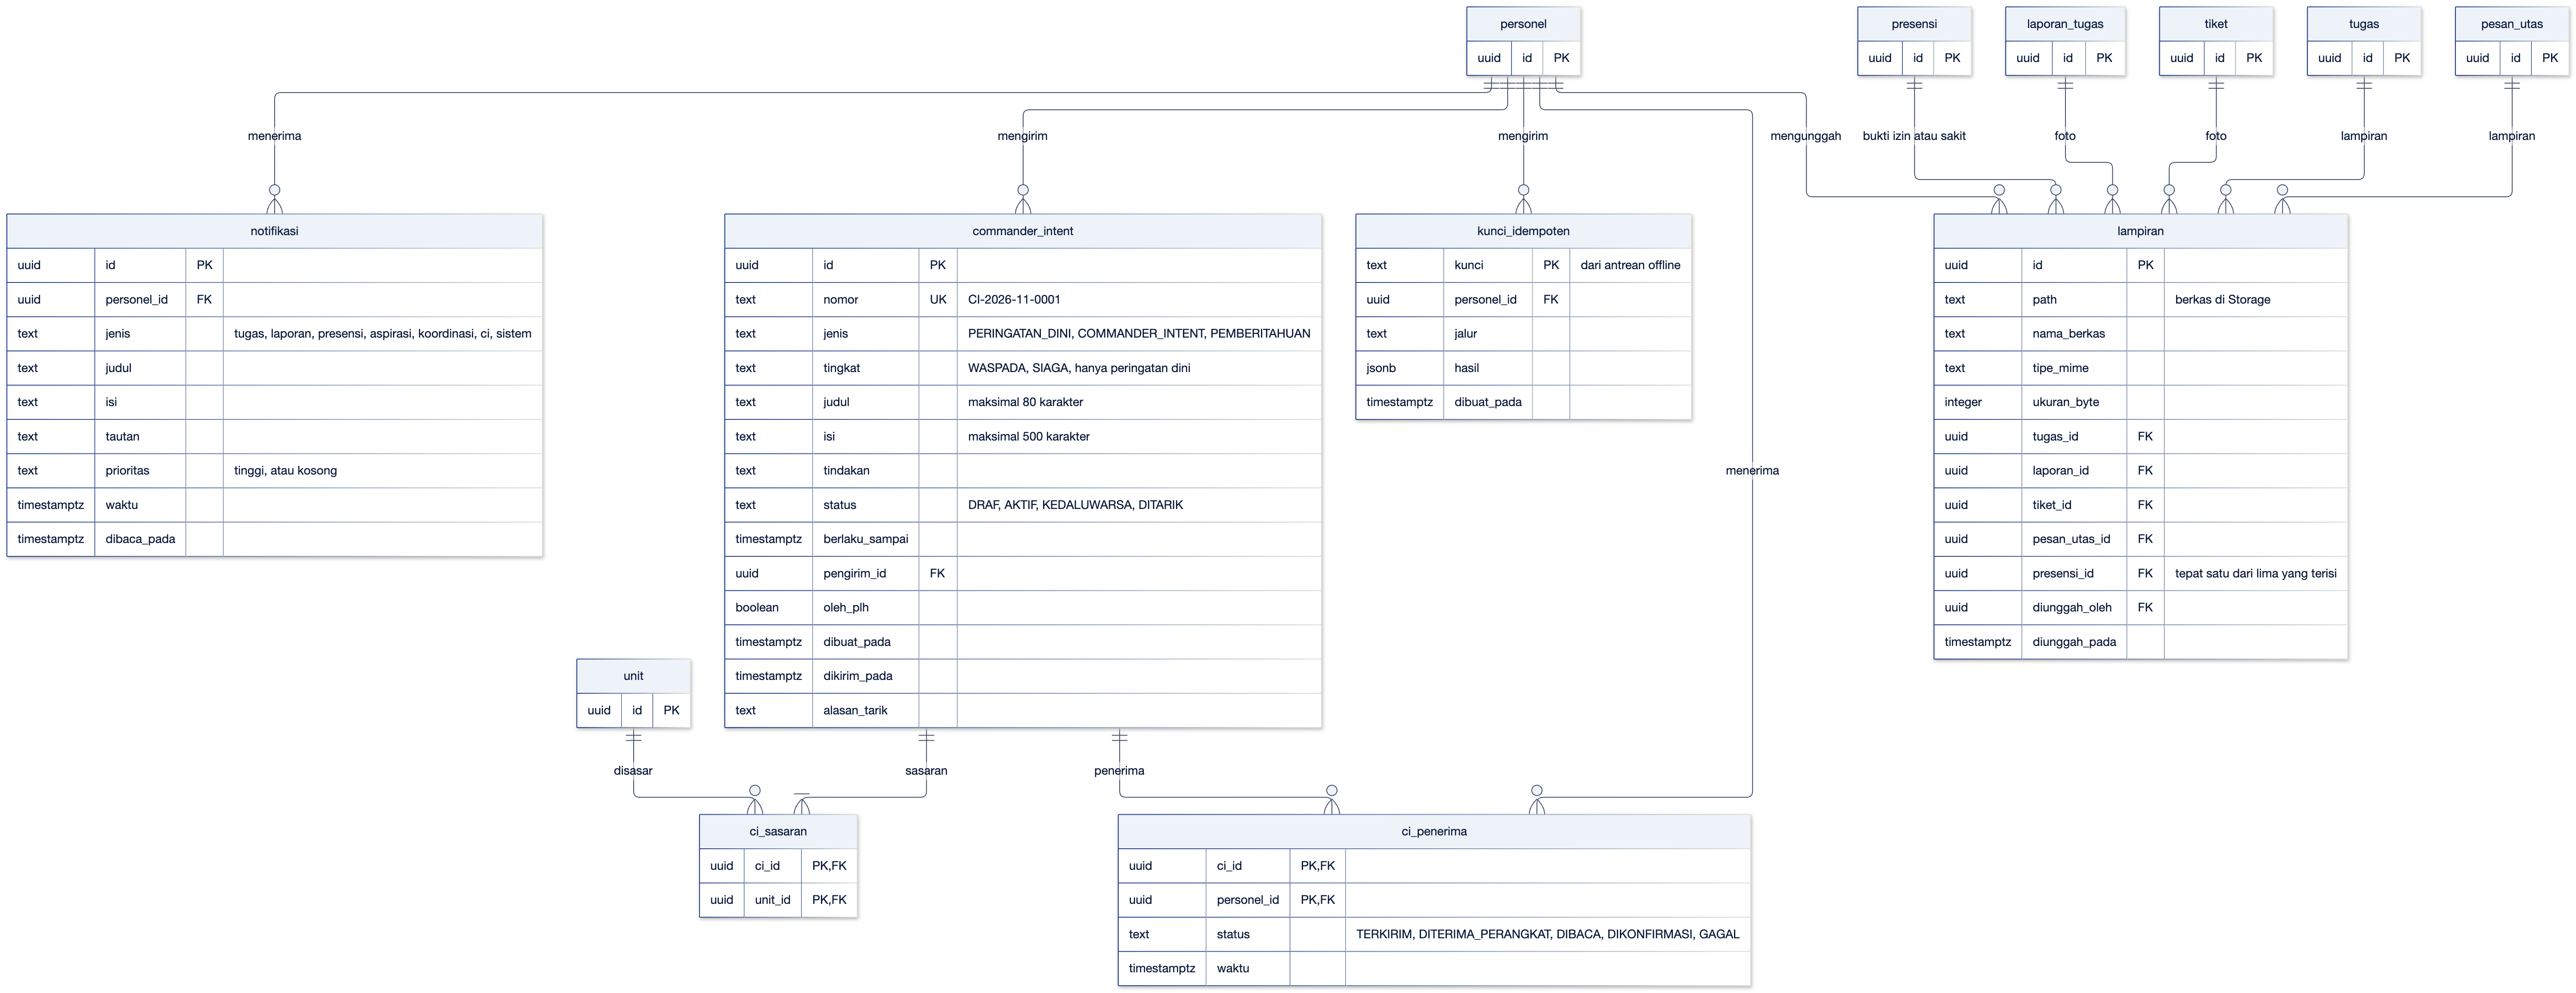 personel
uuid id PK
presensi
uuid id PK
laporan_tugas
uuid id PK
tiket
uuid id PK
tugas
uuid id PK
pesan_utas
uuid id PK
menerima
mengirim
mengirim
mengunggah
bukti izin atau sakit
foto
foto
lampiran
lampiran
notifikasi
uuid id PK
uuid personel_id FK
text jenis tugas, laporan, presensi, aspirasi, koordinasi, ci, sistem
text judul
text isi
text tautan
text prioritas tinggi, atau kosong
timestamptz waktu
timestamptz dibaca_pada
commander_intent
uuid id PK
text nomor UK CI-2026-11-0001
text jenis PERINGATAN_DINI, COMMANDER_INTENT, PEMBERITAHUAN
text tingkat WASPADA, SIAGA, hanya peringatan dini
text judul maksimal 80 karakter
text isi maksimal 500 karakter
text tindakan
text status DRAF, AKTIF, KEDALUWARSA, DITARIK
timestamptz berlaku_sampai
uuid pengirim_id FK
boolean oleh_plh
timestamptz dibuat_pada
timestamptz dikirim_pada
text alasan_tarik
kunci_idempoten
text kunci PK dari antrean offline
uuid personel_id FK
text jalur
jsonb hasil
timestamptz dibuat_pada
menerima
lampiran
uuid id PK
text path berkas di Storage
text nama_berkas
text tipe_mime
integer ukuran_byte
uuid tugas_id FK
uuid laporan_id FK
uuid tiket_id FK
uuid pesan_utas_id FK
uuid presensi_id FK tepat satu dari lima yang terisi
uuid diunggah_oleh FK
timestamptz diunggah_pada
unit
uuid id PK
disasar
sasaran
penerima
ci_sasaran
uuid ci_id PK,FK
uuid unit_id PK,FK
ci_penerima
uuid ci_id PK,FK
uuid personel_id PK,FK
text status TERKIRIM, DITERIMA_PERANGKAT, DIBACA, DIKONFIRMASI, GAGAL
timestamptz waktu